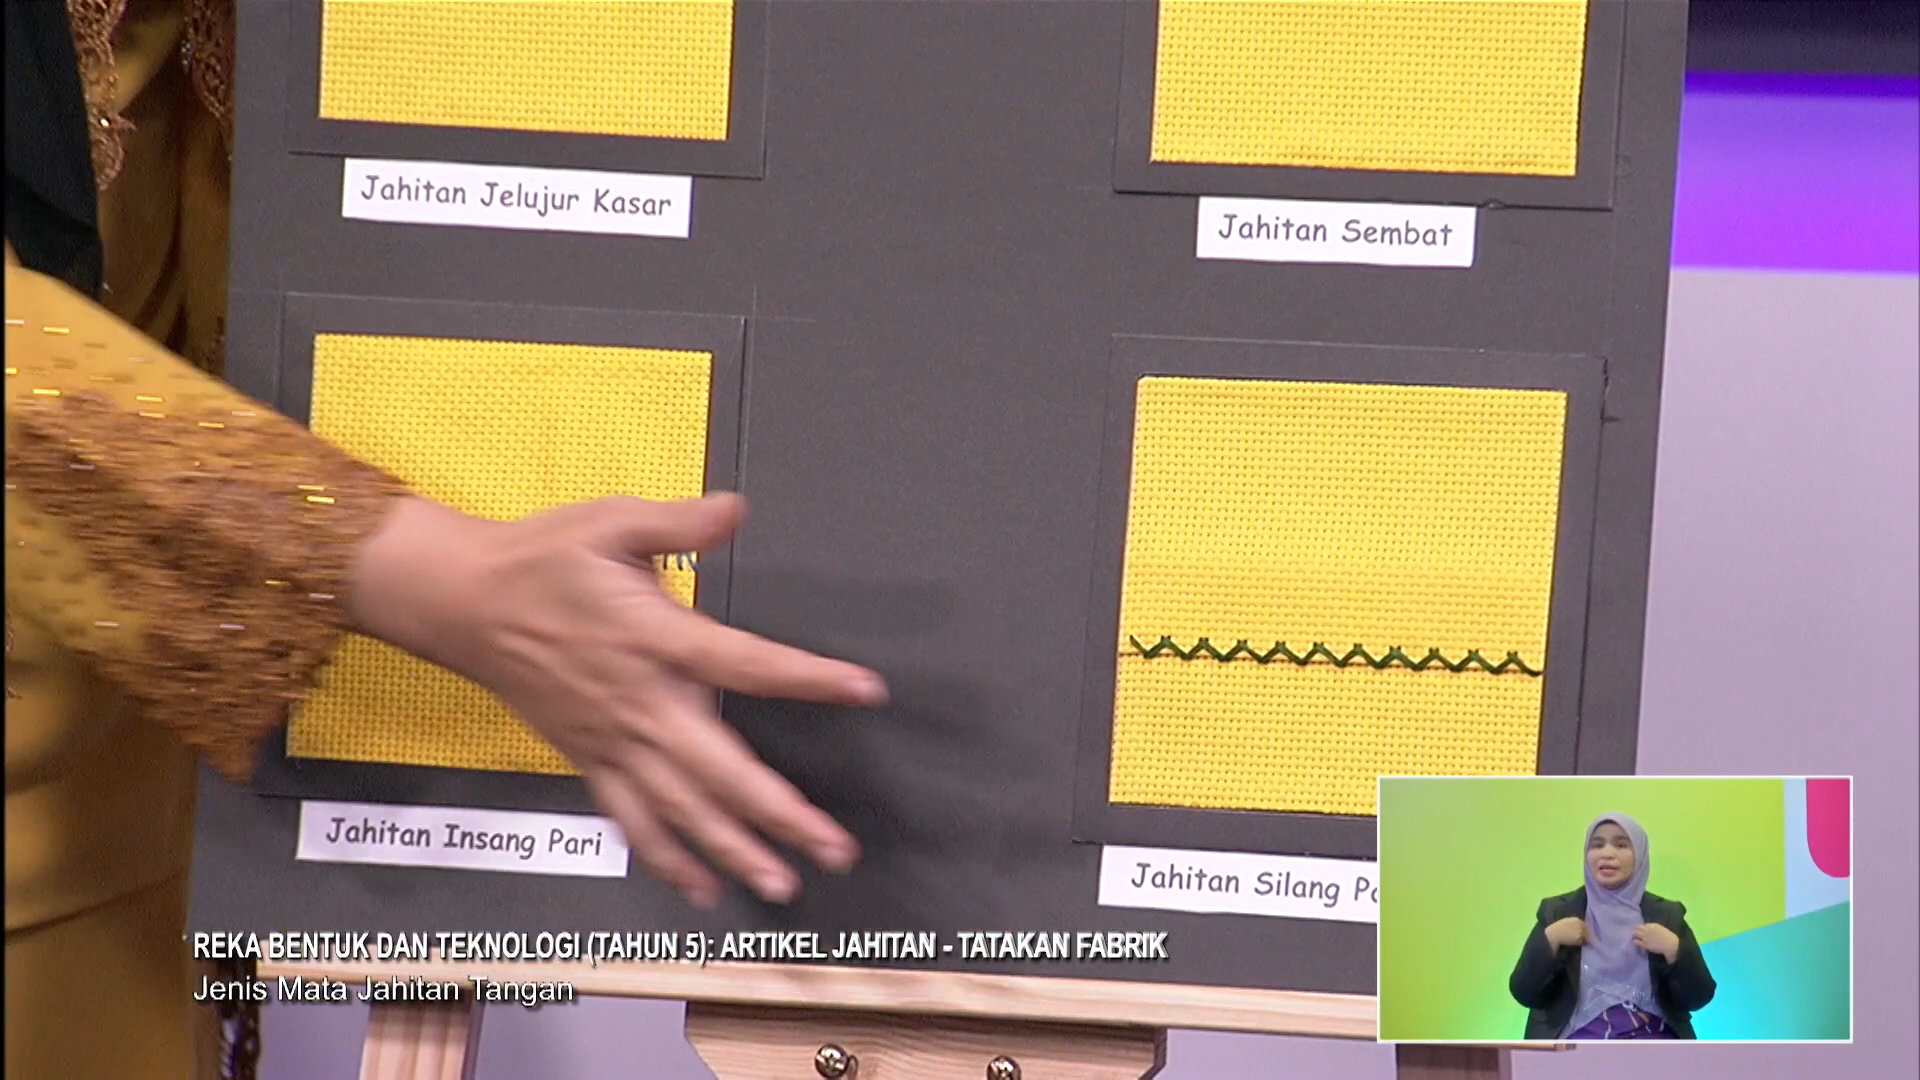 Jahitan Jelujur Kasar
Jahitan Sembat
Jahitan Insang Pari
Jahitan Silang
REKA BENTUK DAN TEKNOLOGI (TAHUN 5): ARTIKEL JAHITAN - TATAKAN FABRIK
Jenis Mata Jahitan Tangan